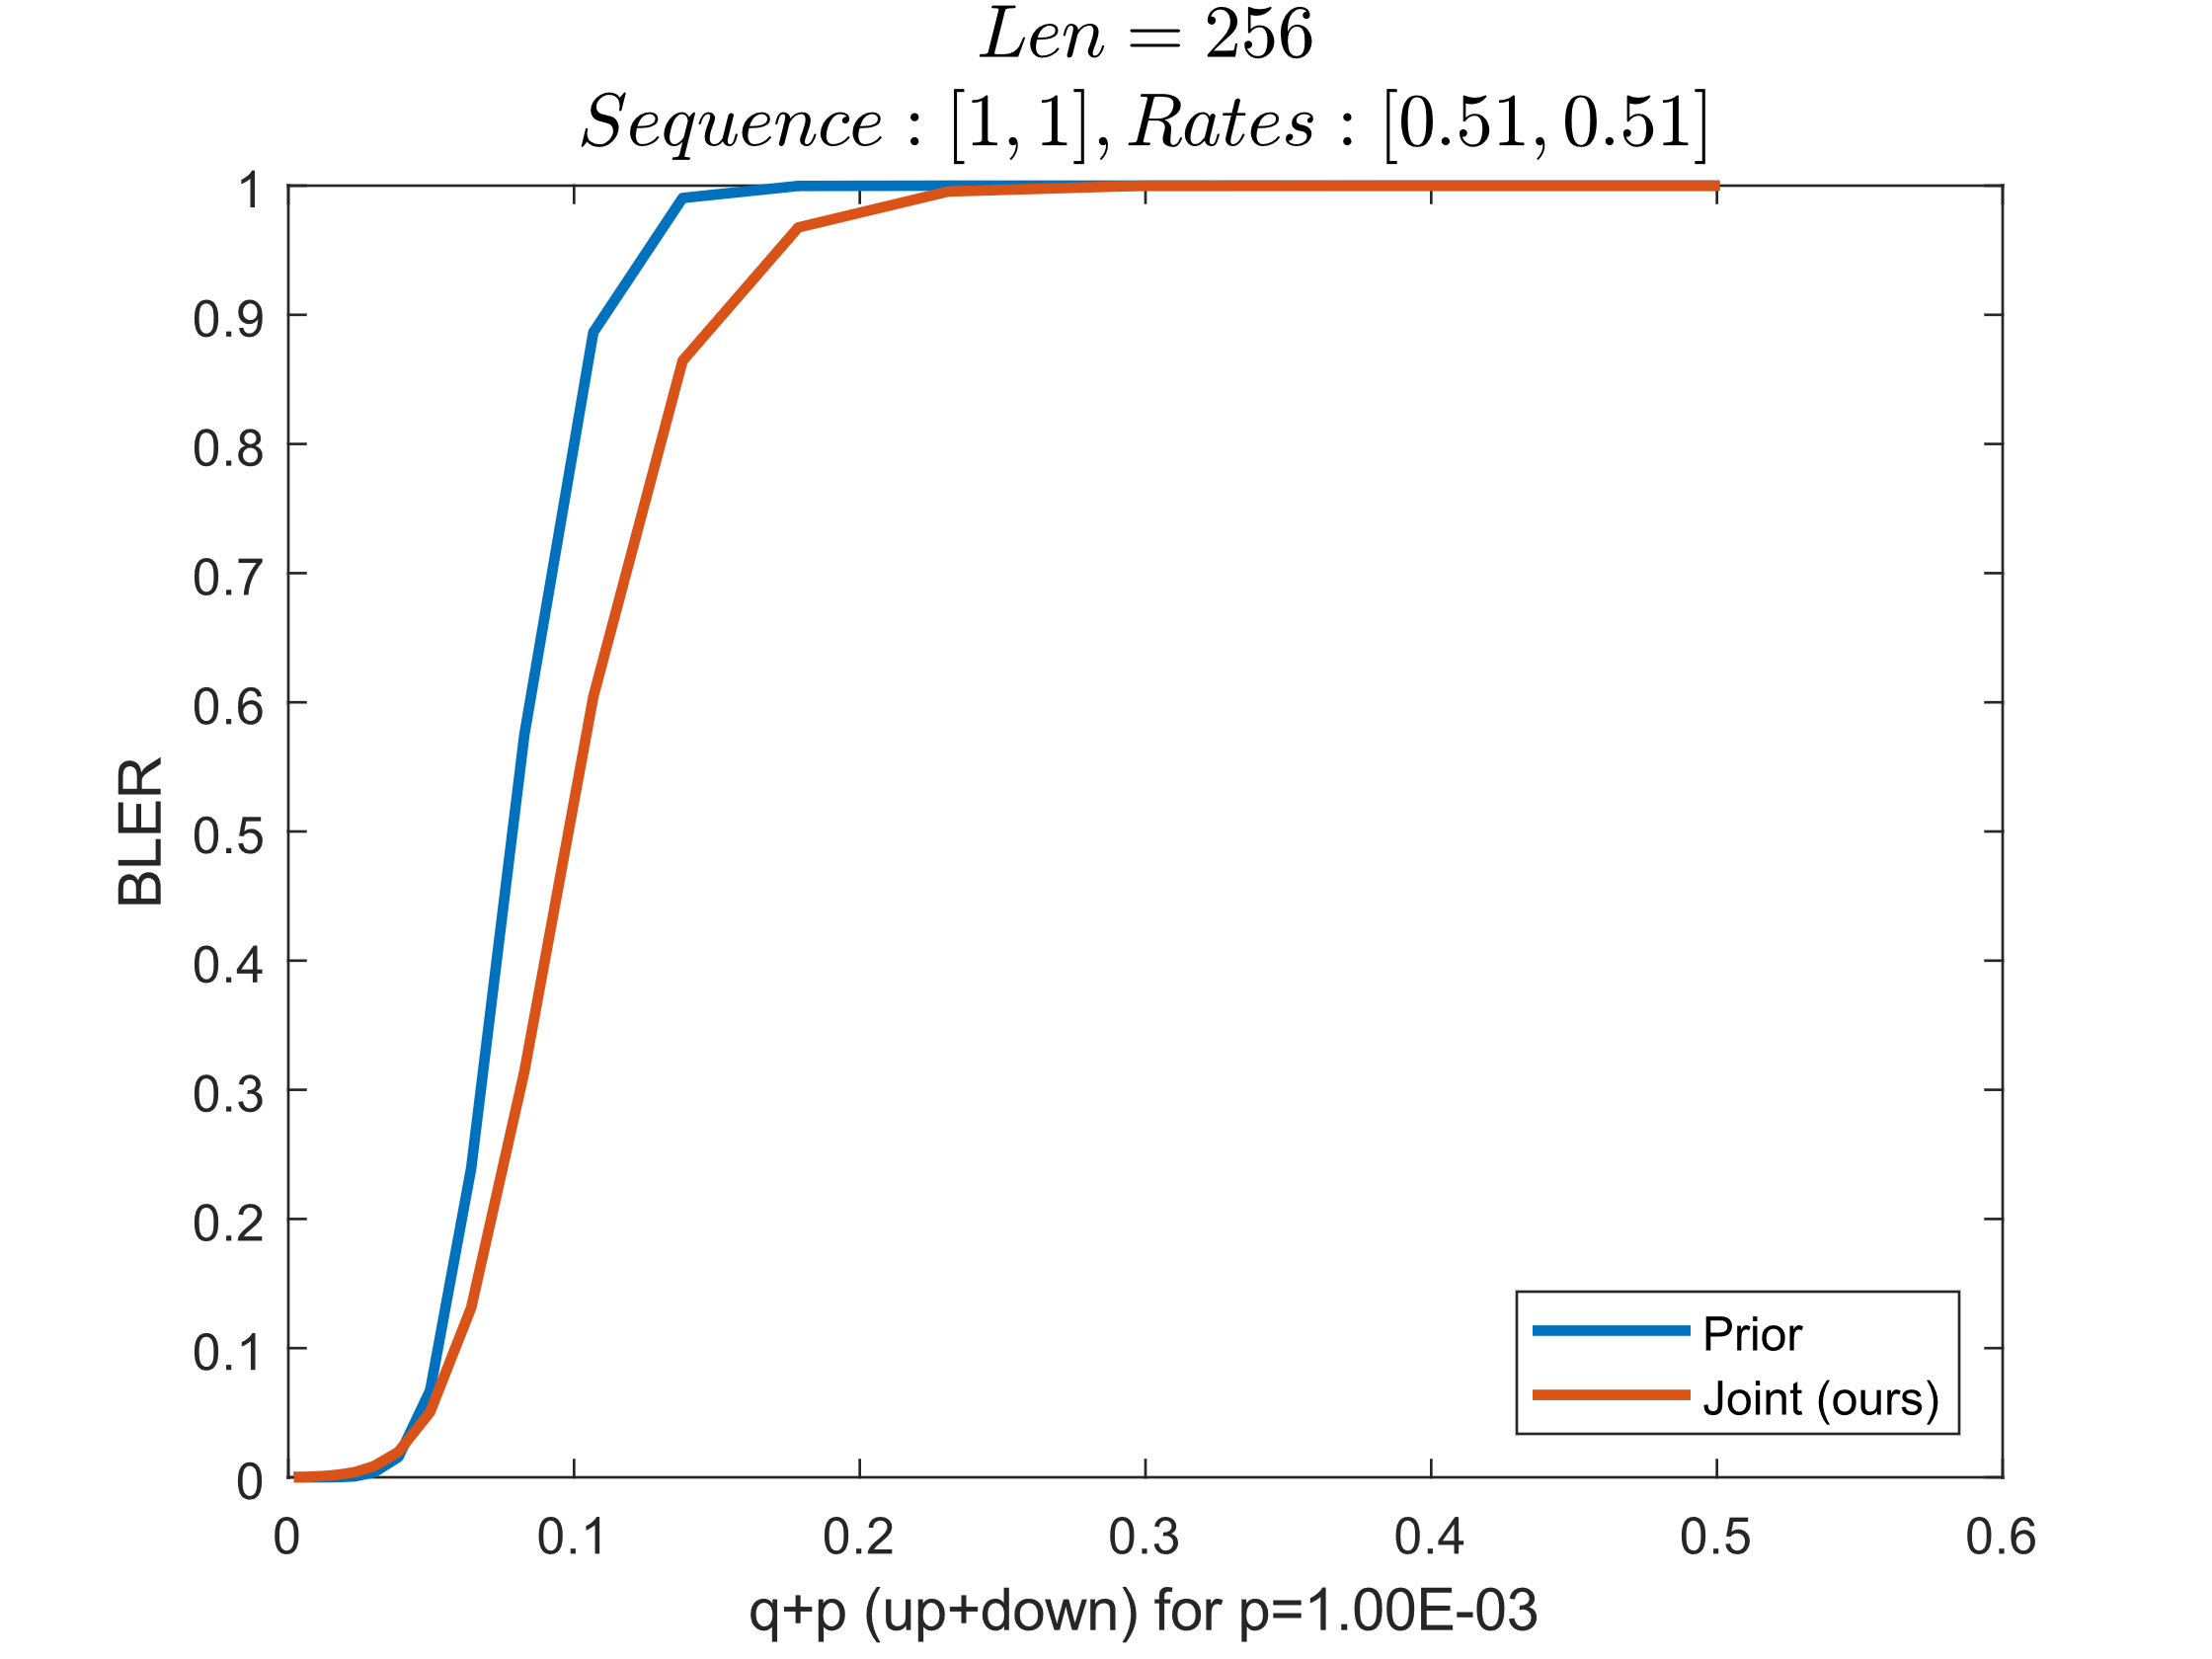 Len = 256
Sequence : [1, 1], Rates : [0.51, 0.51]
1
0.9
0.8
0.7
0.6
0.5
0.4
0.3
0.2
0.1
0
BLER
0 0.1 0.2 0.3 0.4 0.5 0.6
q+p (up+down) for p=1.00E-03
Prior
Joint (ours)